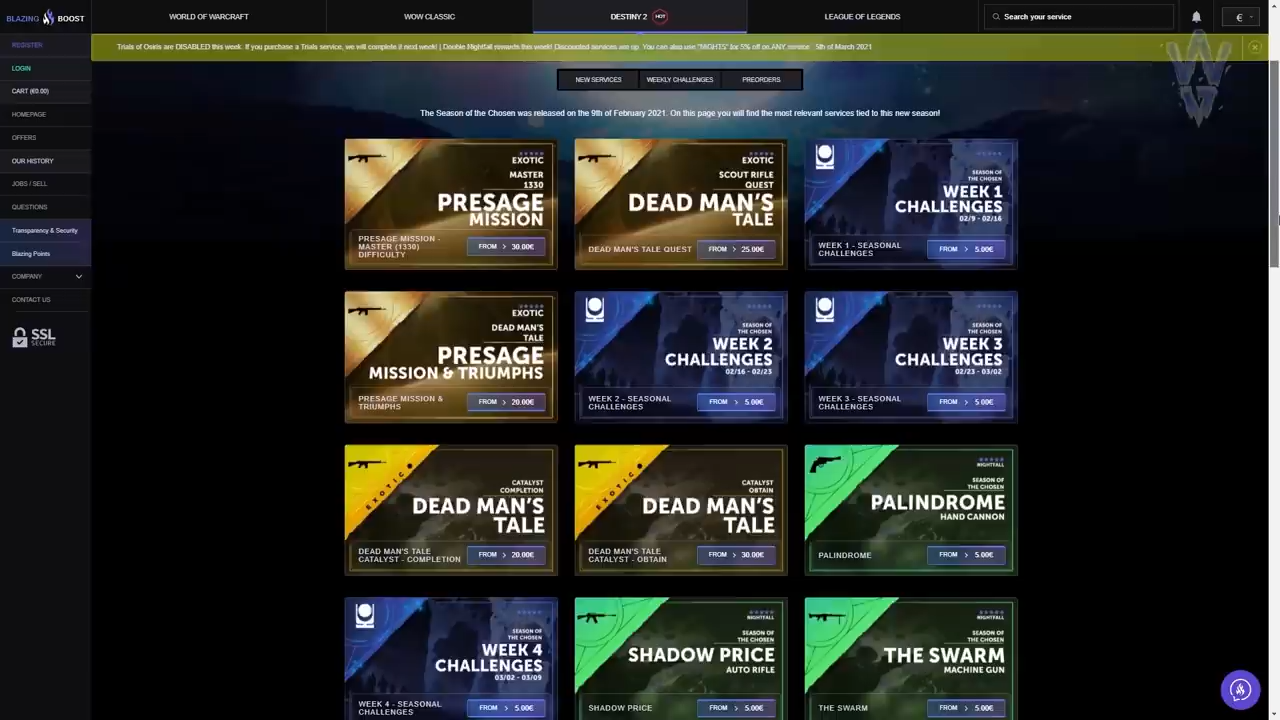 BLAZING BOOST
WORLD OF WARCRAFT
WOW CLASSIC
DESTINY 2 HOT
LEAGUE OF LEGENDS
Search your service
€
Trials of Osiris are DISABLED this week. If you purchase a Trials service, we will complete it next week! | Double Nightfall rewards this week! Discounted services are up. You can also use "NIGHT5" for 5% off on ANY service
5th of March 2021
REGISTER
LOGIN
CART (€0.00)
HOMEPAGE
OFFERS
OUR HISTORY
JOBS / SELL
QUESTIONS
Transparency & Security
Blazing Points
COMPANY
CONTACT US
SSL
SECURE
NEW SERVICES
WEEKLY CHALLENGES
PREORDERS
The Season of the Chosen was released on the 9th of February 2021. On this page you will find the most relevant services tied to this new season!
EXOTIC
MASTER
1330
PRESAGE
MISSION
PRESAGE MISSION -
MASTER (1330)
DIFFICULTY
FROM > 30.00€
EXOTIC
SCOUT RIFLE
QUEST
DEAD MAN'S
TALE
DEAD MAN'S TALE QUEST
FROM > 25.00€
SEASON OF
THE CHOSEN
WEEK 1
CHALLENGES
02/9 - 02/16
WEEK 1 - SEASONAL
CHALLENGES
FROM > 5.00€
EXOTIC
DEAD MAN'S
TALE
PRESAGE
MISSION & TRIUMPHS
PRESAGE MISSION &
TRIUMPHS
FROM > 20.00€
SEASON OF
THE CHOSEN
WEEK 2
CHALLENGES
02/16 - 02/23
WEEK 2 - SEASONAL
CHALLENGES
FROM > 5.00€
SEASON OF
THE CHOSEN
WEEK 3
CHALLENGES
02/23 - 03/02
WEEK 3 - SEASONAL
CHALLENGES
FROM > 5.00€
EXOTIC
CATALYST
COMPLETION
DEAD MAN'S
TALE
DEAD MAN'S TALE
CATALYST - COMPLETION
FROM > 20.00€
EXOTIC
CATALYST
OBTAIN
DEAD MAN'S
TALE
DEAD MAN'S TALE
CATALYST - OBTAIN
FROM > 30.00€
NIGHTFALL
SEASON OF
THE CHOSEN
PALINDROME
HAND CANNON
PALINDROME
FROM > 5.00€
SEASON OF
THE CHOSEN
WEEK 4
CHALLENGES
03/02 - 03/09
WEEK 4 - SEASONAL
CHALLENGES
FROM > 5.00€
NIGHTFALL
SEASON OF
THE CHOSEN
SHADOW PRICE
AUTO RIFLE
SHADOW PRICE
FROM > 5.00€
NIGHTFALL
SEASON OF
THE CHOSEN
THE SWARM
MACHINE GUN
THE SWARM
FROM > 5.00€